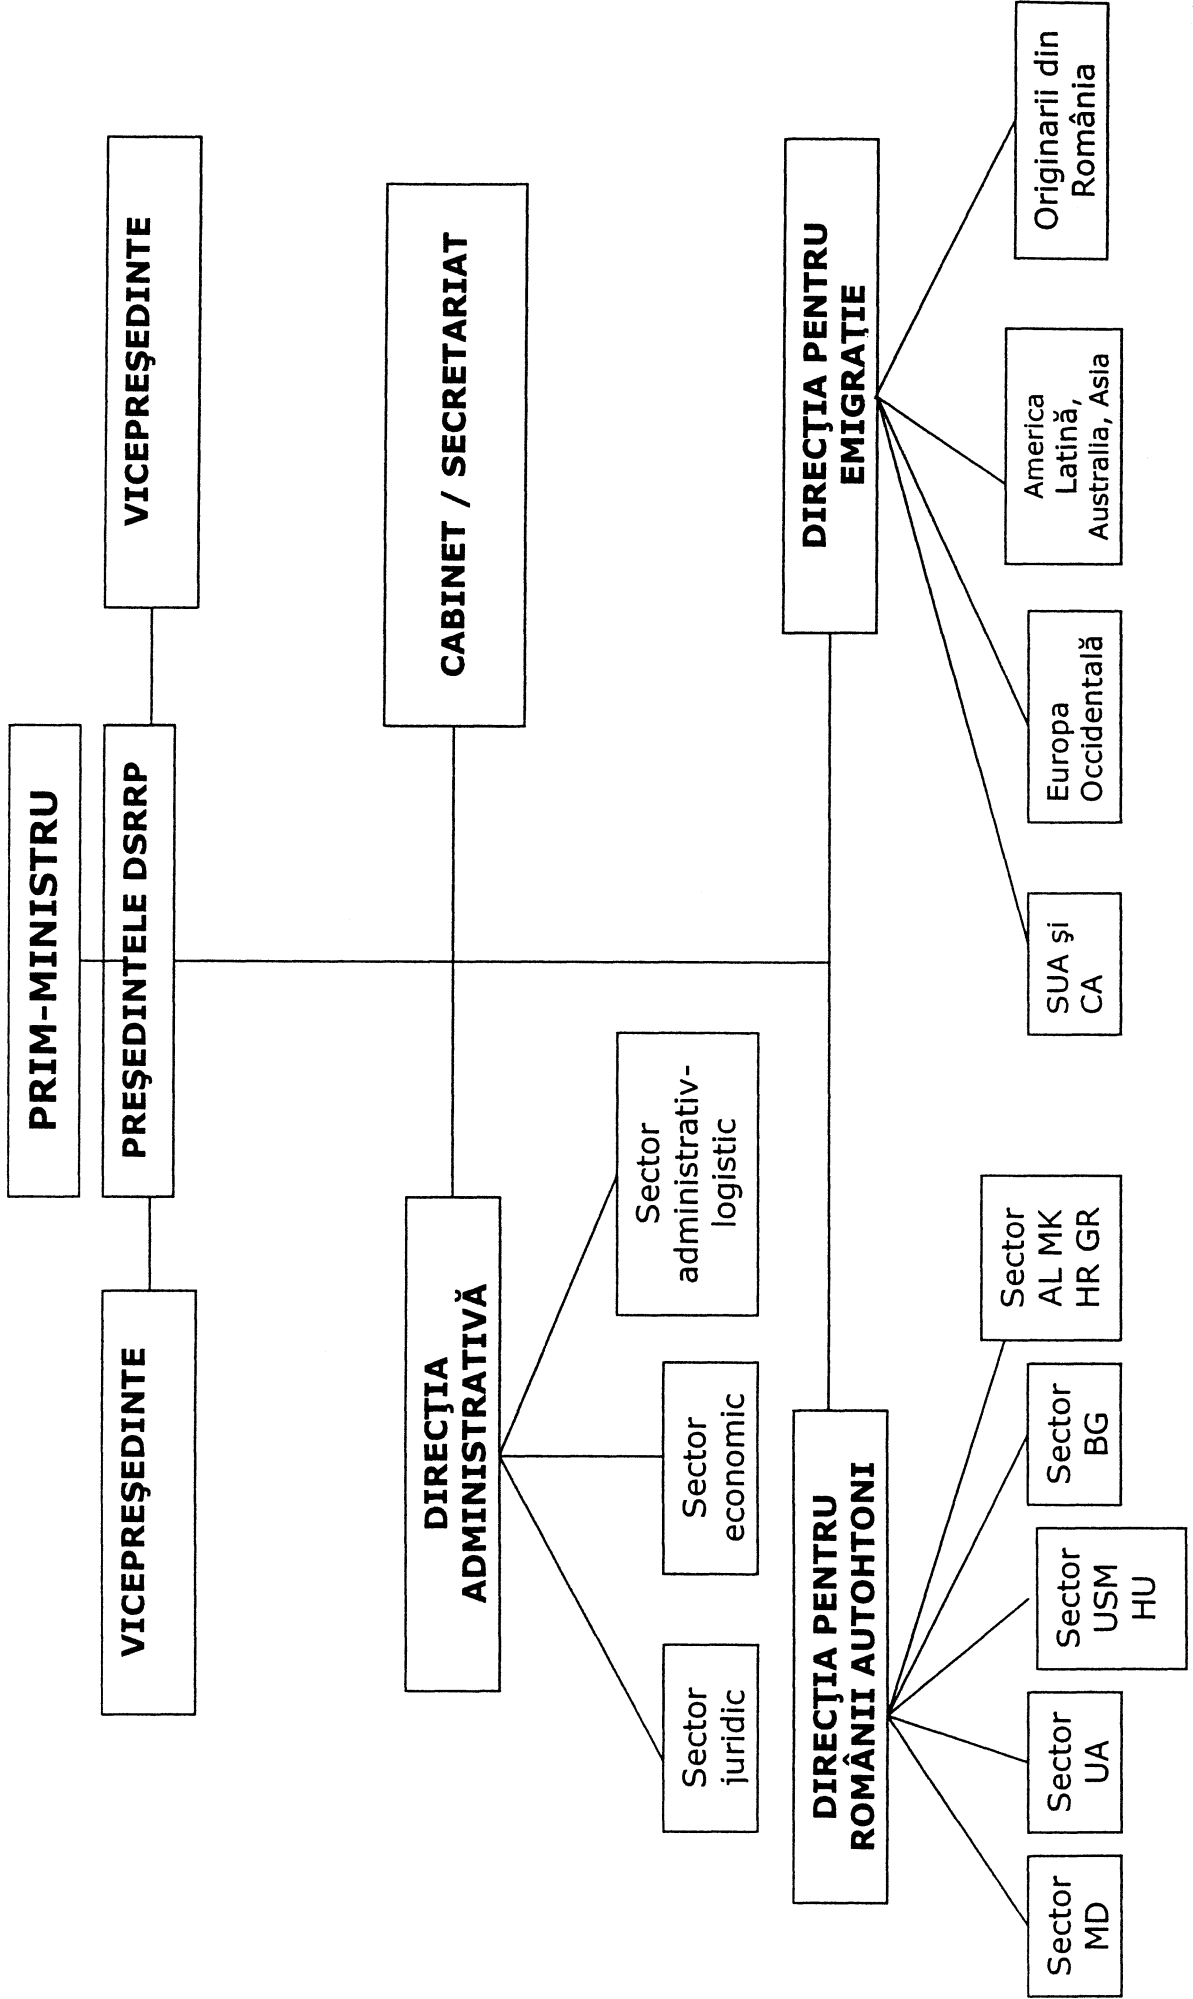 PRIM-MINISTRU
VICEPREŞEDINTE
PREŞEDINTELE DSRRP
VICEPREŞEDINTE
DIRECŢIA
ADMINISTRATIVĂ
CABINET / SECRETARIAT
Sector
juridic
Sector
economic
Sector
administrativ-
logistic
DIRECŢIA PENTRU
ROMÂNII AUTOHTONI
DIRECŢIA PENTRU
EMIGRAŢIE
Sector
MD
Sector
UA
Sector
USM
HU
Sector
BG
Sector
AL MK
HR GR
SUA şi
CA
Europa
Occidentală
America
Latină,
Australia, Asia
Originarii din
România